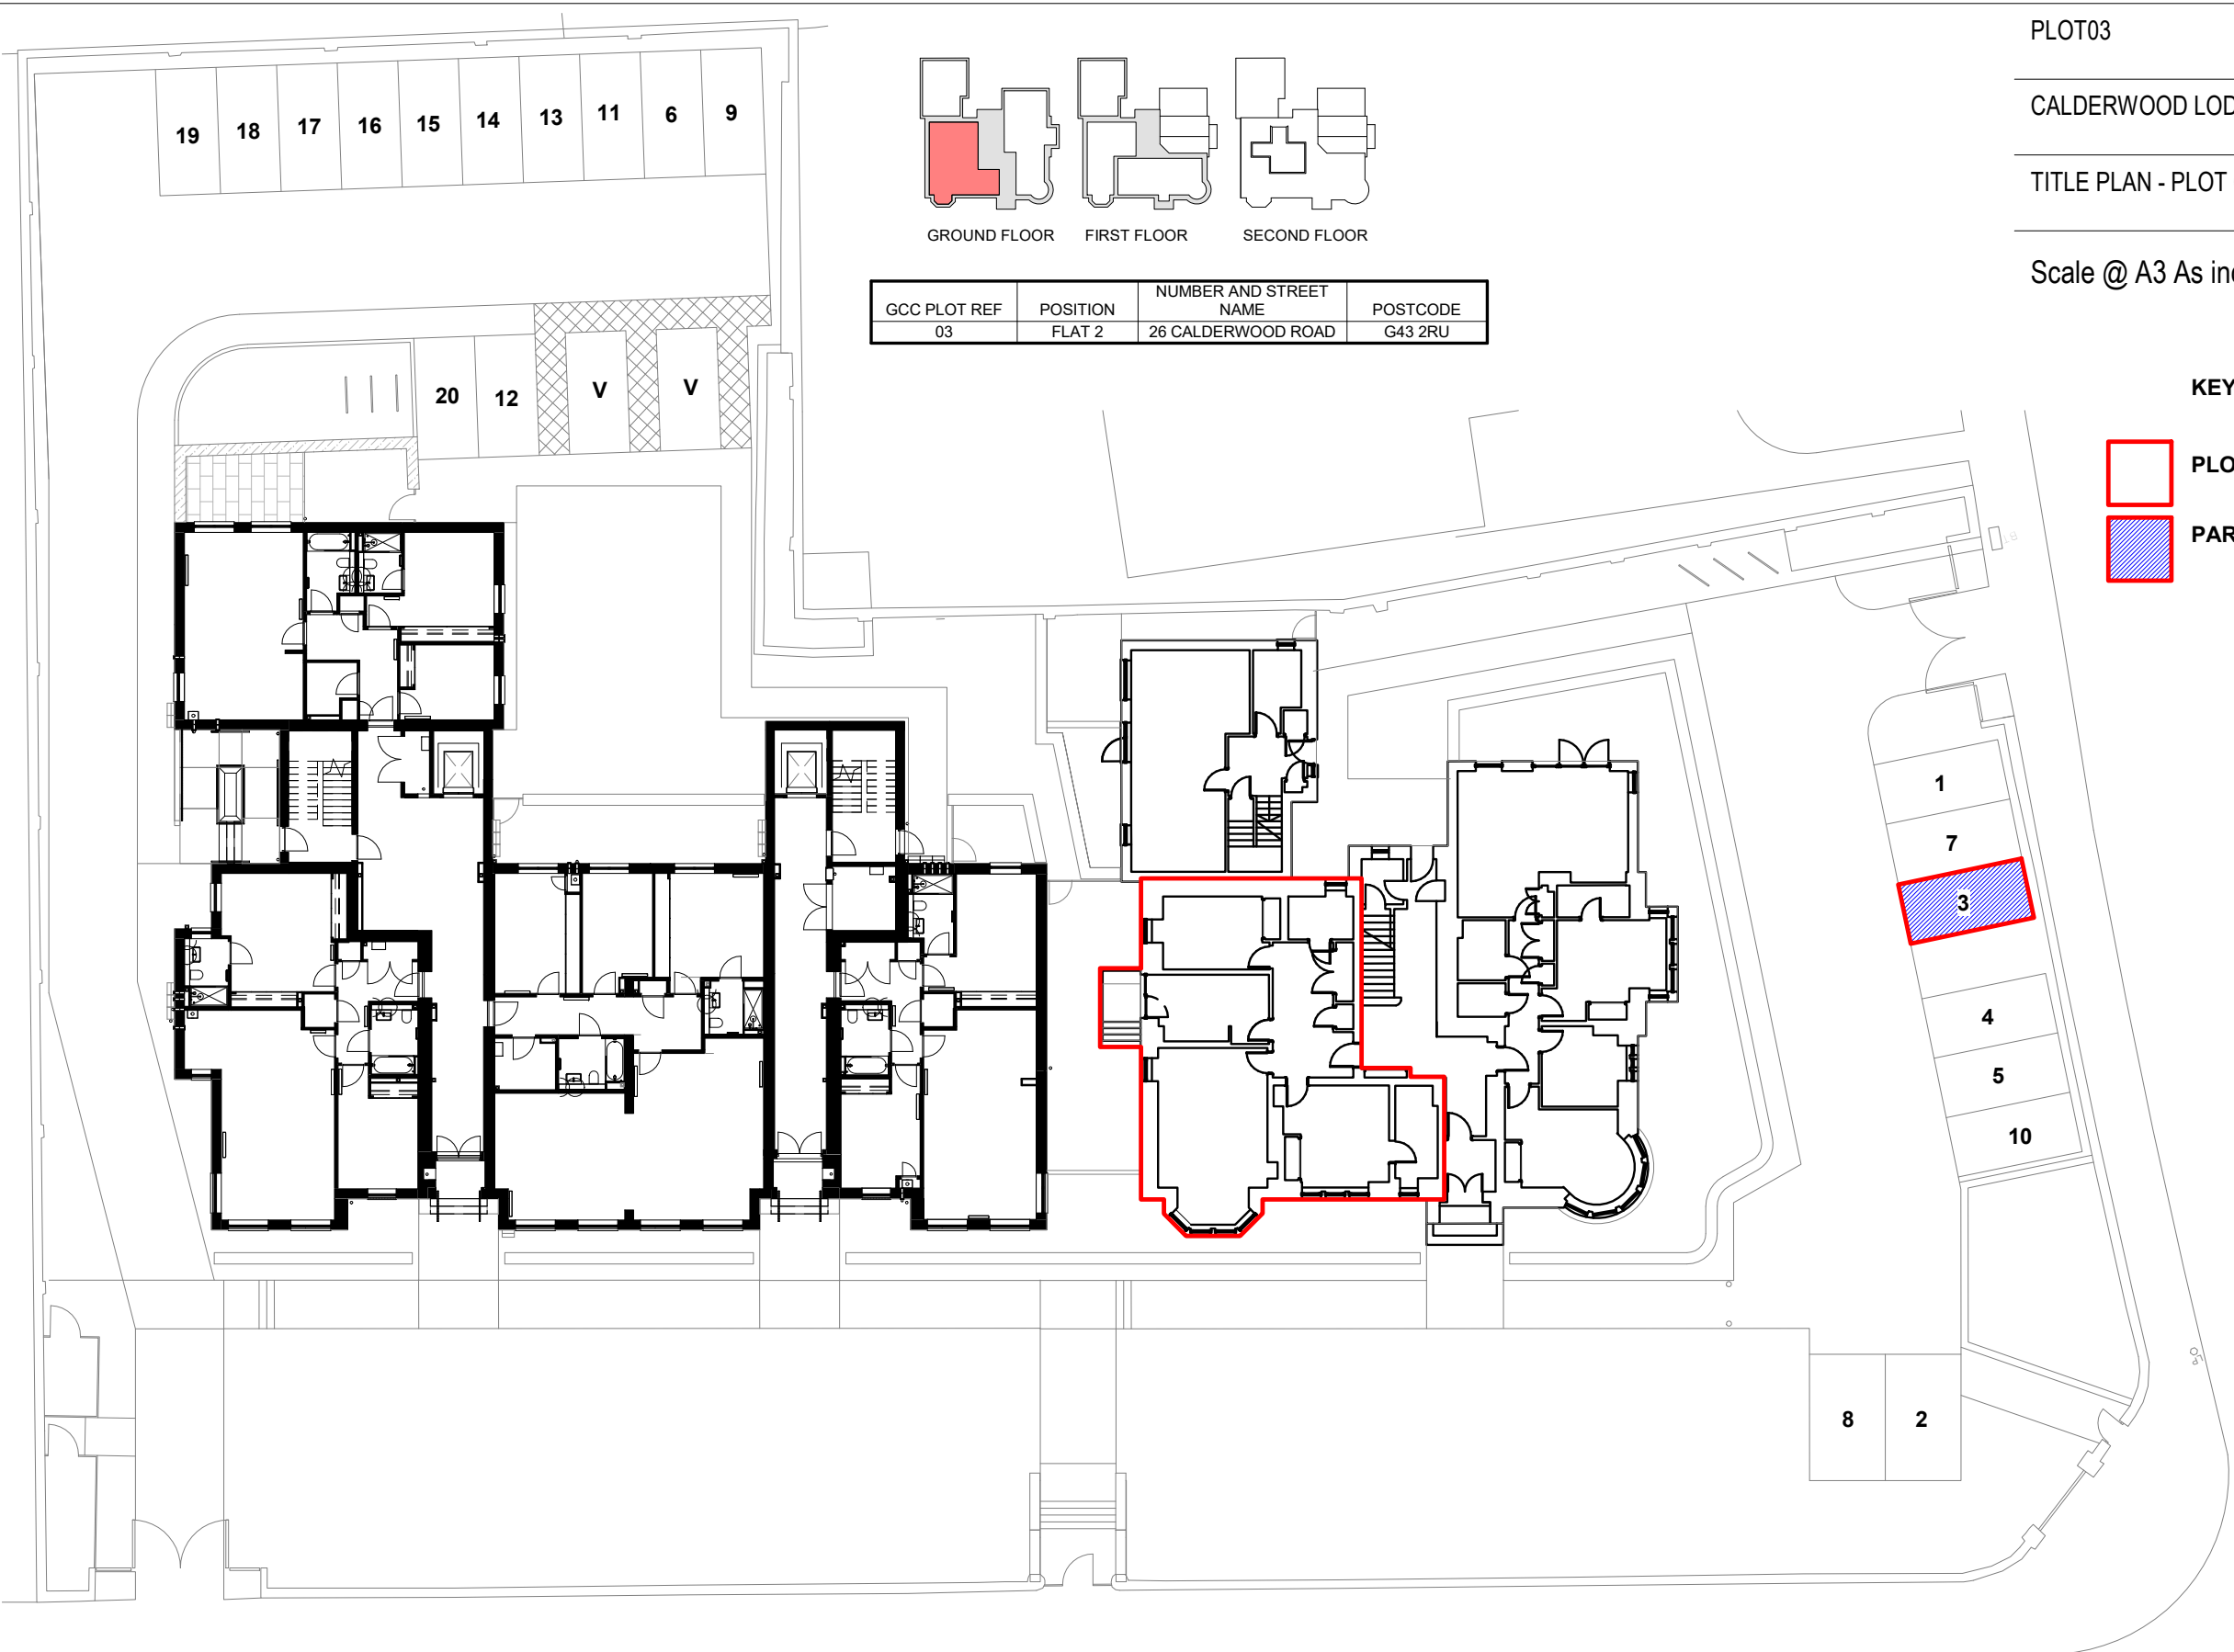 PLOT03
CALDERWOOD LOD
TITLE PLAN - PLOT
Scale @ A3 As in
GROUND FLOOR
FIRST FLOOR
SECOND FLOOR
GCC PLOT REF
POSITION
NUMBER AND STREET
NAME
POSTCODE
03
FLAT 2
26 CALDERWOOD ROAD
G43 2RU
KEY
PLO
PAR
19
18
17
16
15
14
13
11
6
9
20
12
V
V
1
7
3
4
5
10
8
2